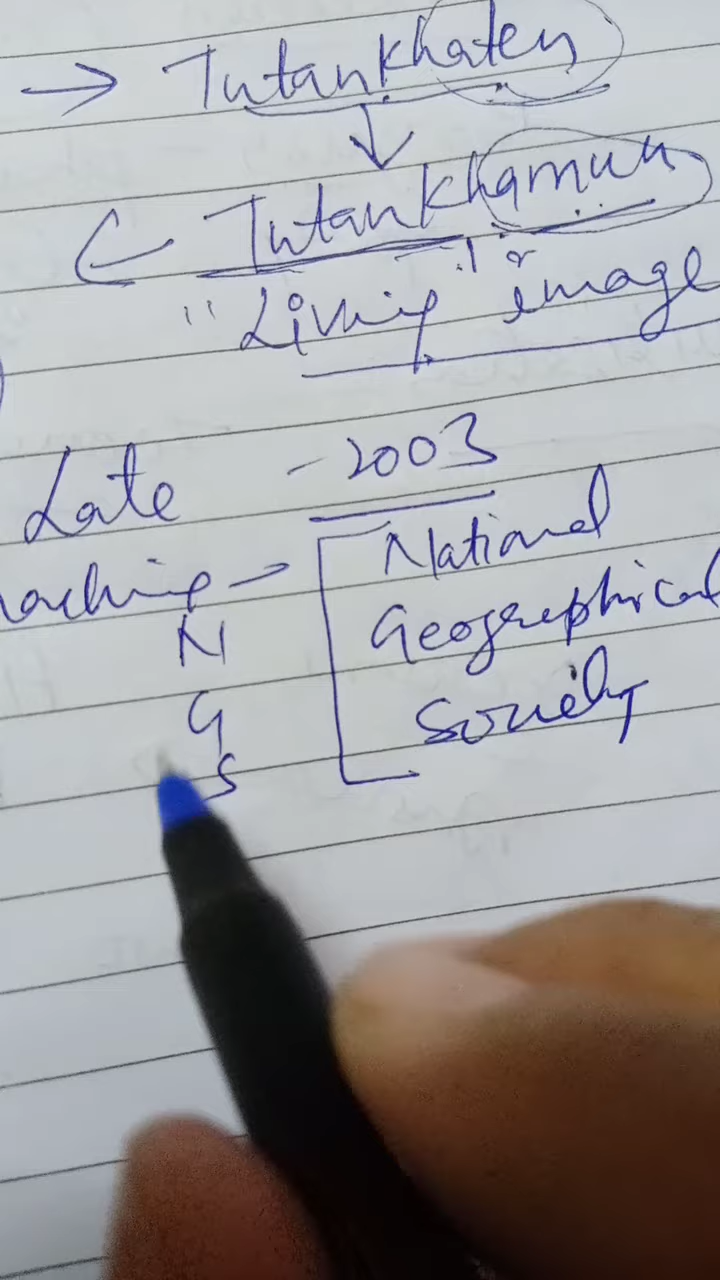 → Tutankhaten
↓
Tutankhamun
"Living image
Late - 2003
National
Geographical
Society
N
G
S